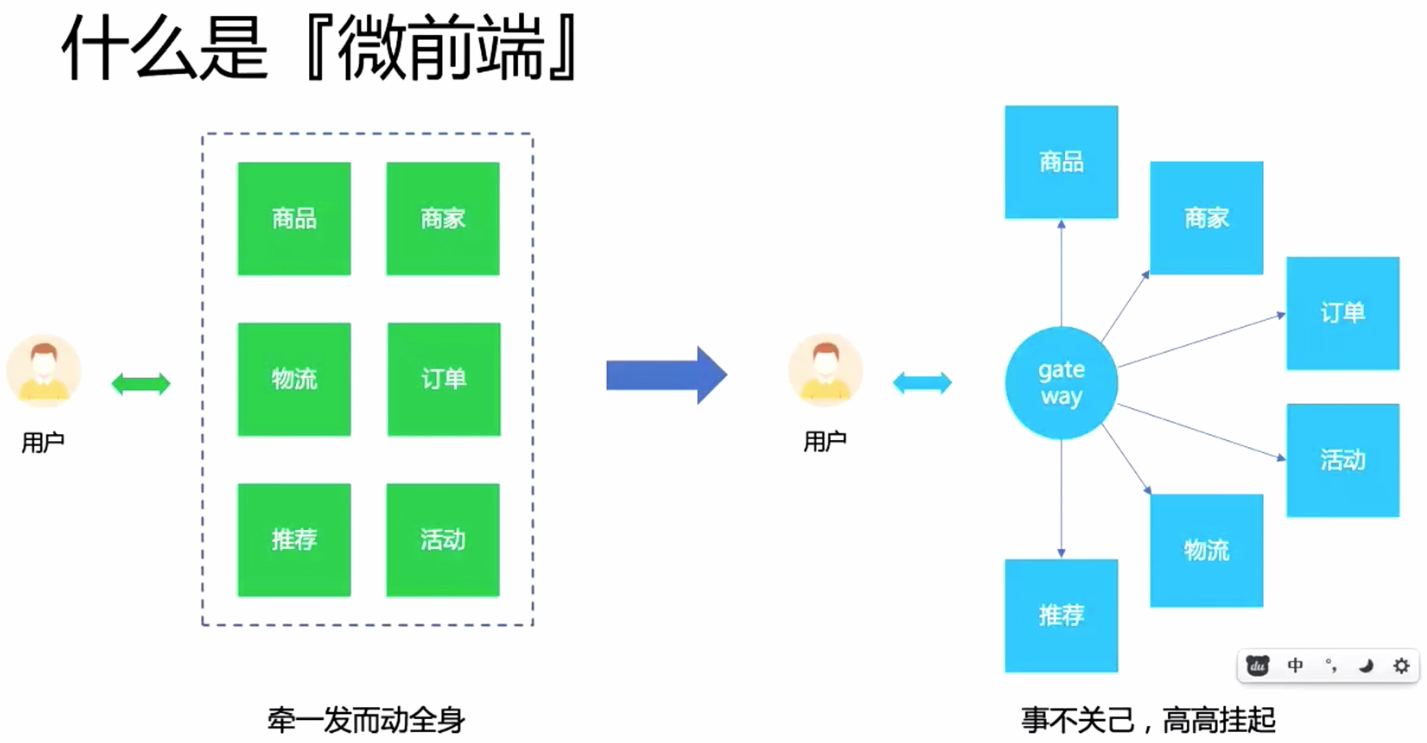 什么是『微前端』
商品
商家
物流
订单
推荐
活动
用户
牵一发而动全身
商品
商家
订单
gate
way
活动
物流
推荐
用户
事不关己，高高挂起
du 中 °，